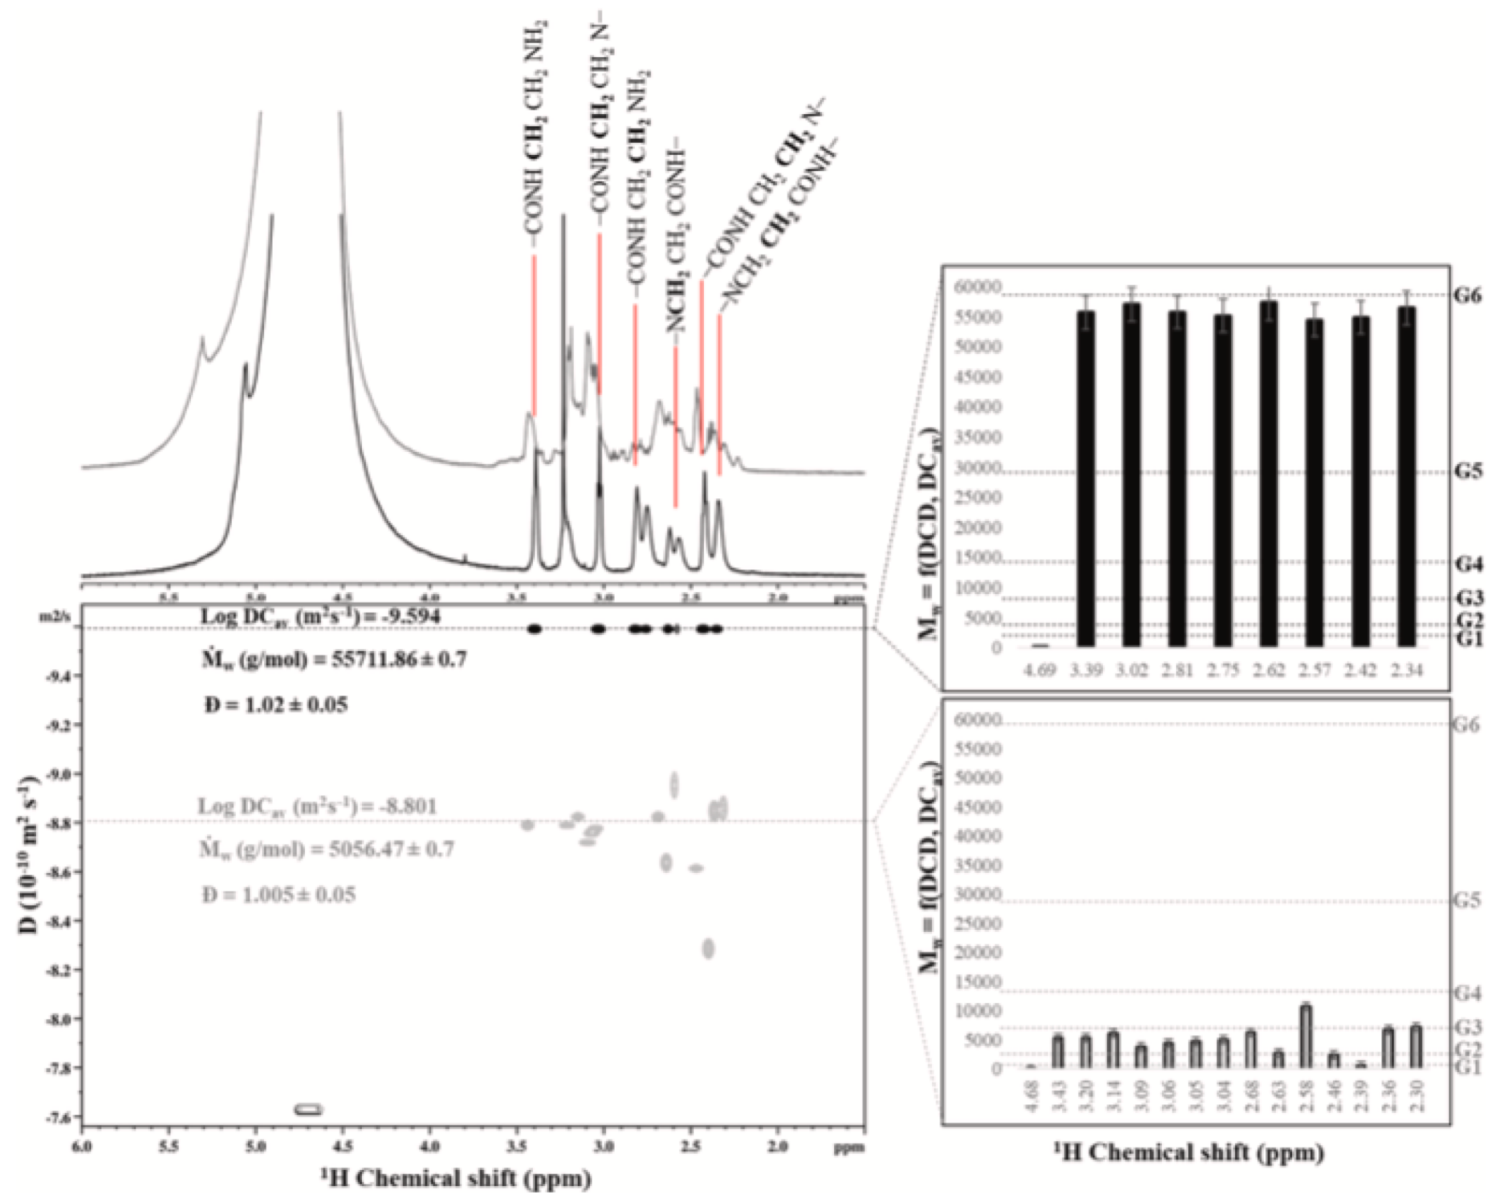 –CONH CH₂ CH₂ NH₂
–CONH CH₂ CH₂ N–
–CONH CH₂ CH₂ NH₂
–NCH₂ CH₂ CONH–
–CONH CH₂ CH₂ N–
–NCH₂ CH₂ CONH–
5.5 5.0 4.5 4.0 3.5 3.0 2.5 2.0 ppm
m2/s
Log DCav (m²s⁻¹) = -9.594
Ṁw (g/mol) = 55711.86 ± 0.7
Đ = 1.02 ± 0.05
Log DCav (m²s⁻¹) = -8.801
Ṁw (g/mol) = 5056.47 ± 0.7
Đ = 1.005 ± 0.05
-9.4
-9.2
-9.0
-8.8
-8.6
-8.4
-8.2
-8.0
-7.8
-7.6
D (10⁻¹⁰ m² s⁻¹)
6.0 5.5 5.0 4.5 4.0 3.5 3.0 2.5 2.0 ppm
¹H Chemical shift (ppm)
Mw = f(DCD, DCav)
60000
55000
50000
45000
40000
35000
30000
25000
20000
15000
10000
5000
0
G6
G5
G4
G3
G2
G1
4.69 3.39 3.02 2.81 2.75 2.62 2.57 2.42 2.34
Mw = f(DCD, DCav)
60000
55000
50000
45000
40000
35000
30000
25000
20000
15000
10000
5000
0
G6
G5
G4
G3
G2
G1
4.68 3.43 3.20 3.14 3.09 3.06 3.05 3.04 2.68 2.63 2.58 2.46 2.39 2.36 2.30
¹H Chemical shift (ppm)